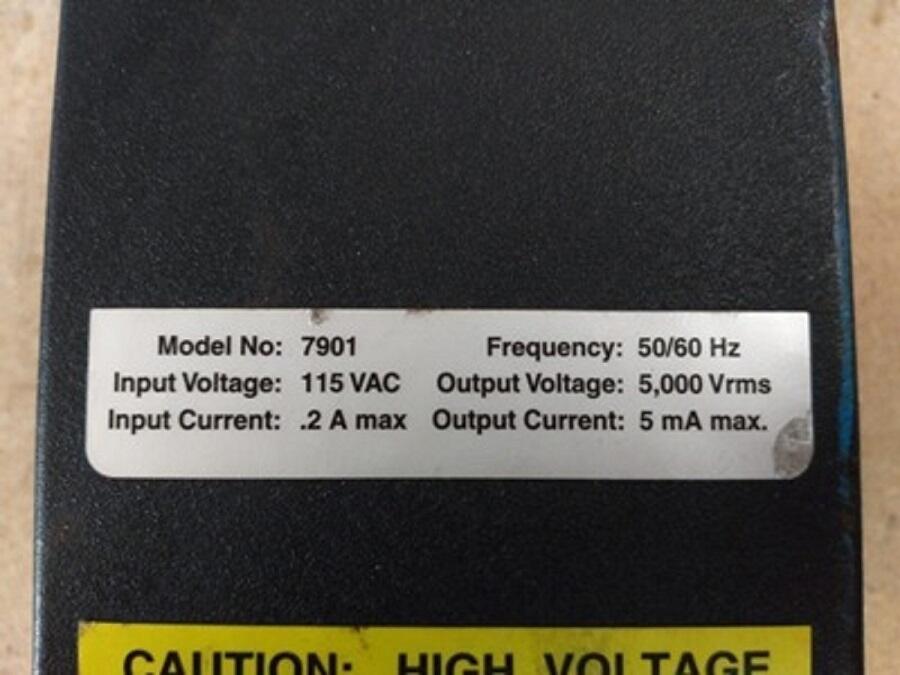 Model No: 7901 Frequency: 50/60 Hz
Input Voltage: 115 VAC Output Voltage: 5,000 Vrms
Input Current: .2 A max Output Current: 5 mA max.
CAUTION: HIGH VOLTAGE